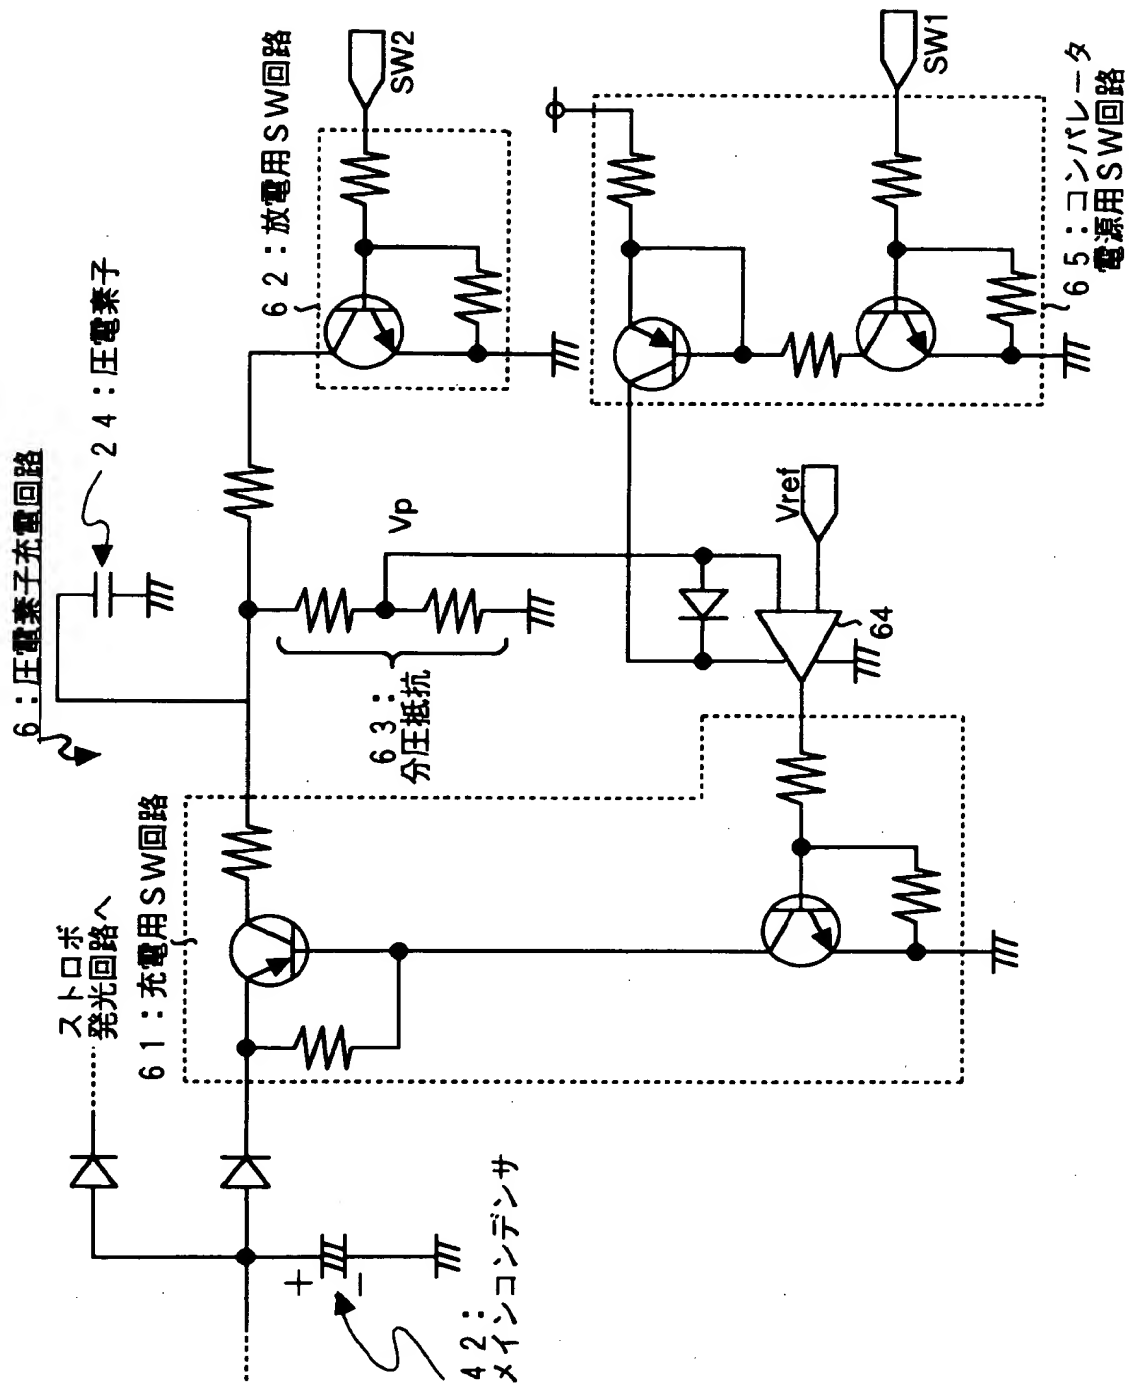 6：圧電素子充電回路
24：圧電素子
ストロボ
発光回路へ
61：充電用SW回路
62：放電用SW回路
SW2
63：
分圧抵抗
Vp
Vref
64
SW1
65：コンパレータ
電源用SW回路
＋
－
42：
メインコンデンサ